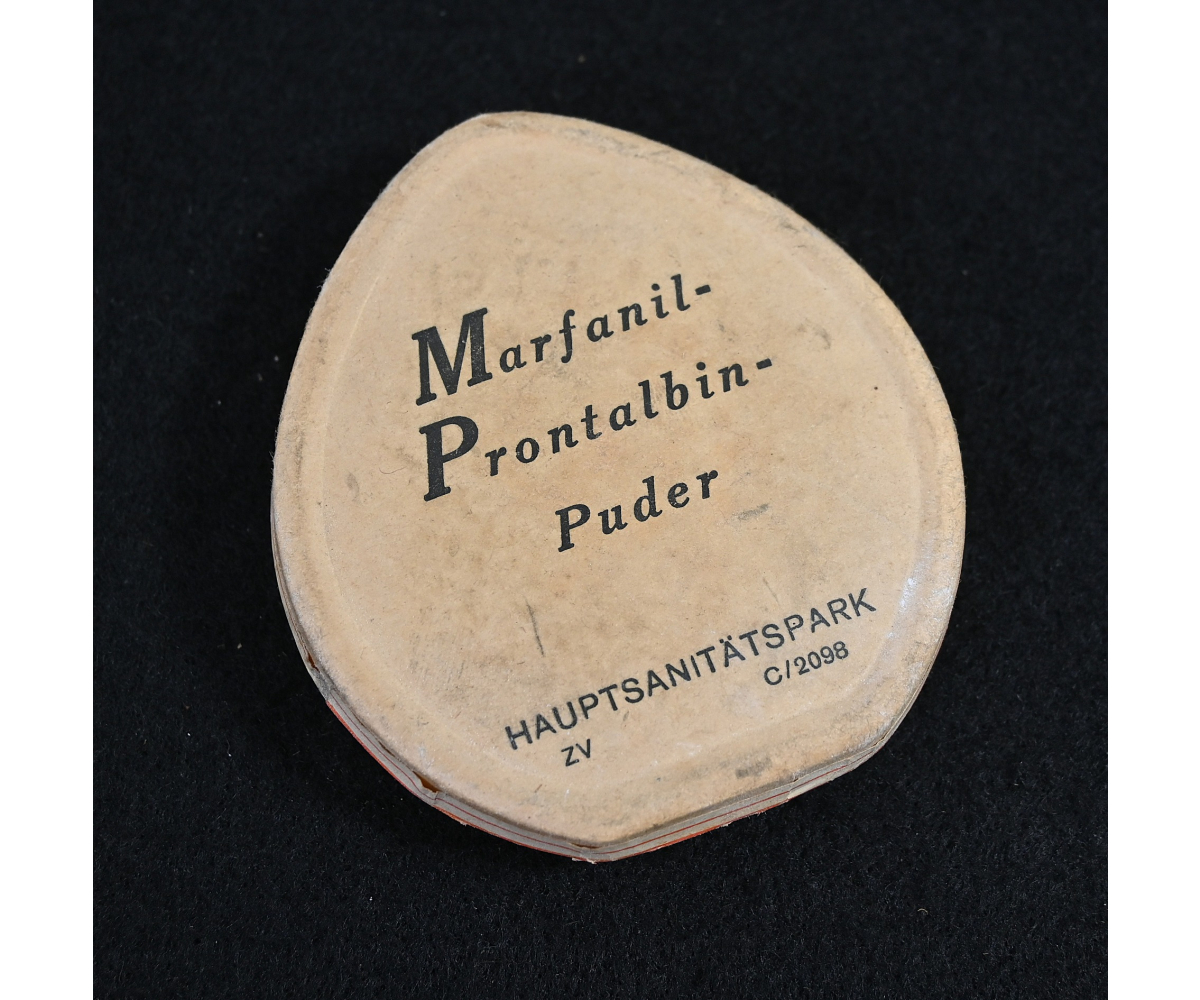 Marfanil-
Prontalbin-
Puder
HAUPTSANITÄTSPARK
ZV C/2098